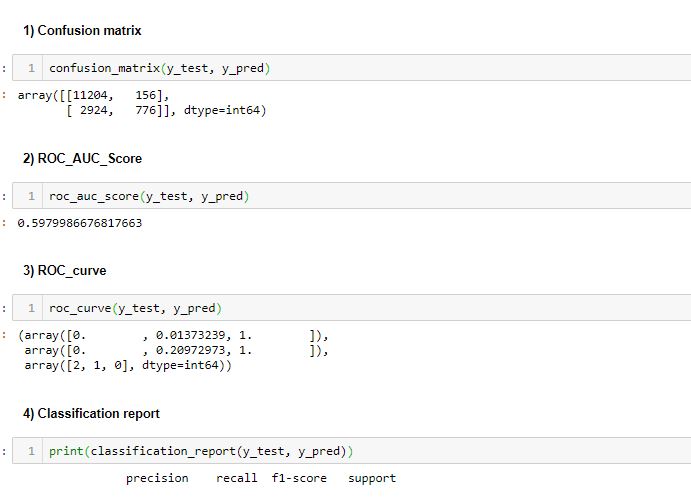 1) Confusion matrix
: 1 confusion_matrix(y_test, y_pred)
: array([[11204,   156],
       [ 2924,   776]], dtype=int64)
2) ROC_AUC_Score
: 1 roc_auc_score(y_test, y_pred)
: 0.5979986676817663
3) ROC_curve
: 1 roc_curve(y_test, y_pred)
: (array([0.        , 0.01373239, 1.        ]),
 array([0.        , 0.20972973, 1.        ]),
 array([2, 1, 0], dtype=int64))
4) Classification report
: 1 print(classification_report(y_test, y_pred))
precision    recall  f1-score   support